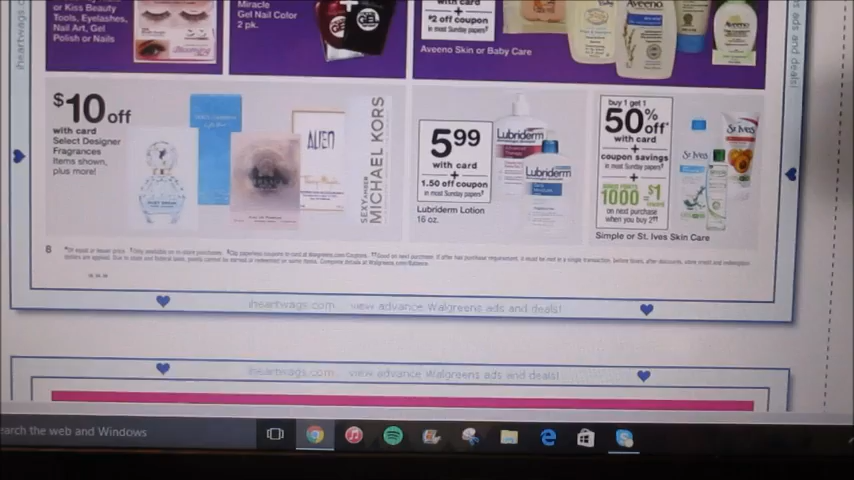 or Kiss Beauty
Tools, Eyelashes,
Nail Art, Gel
Polish or Nails
Miracle
Gel Nail Color
2 pk.
with card
+
$2 off coupon
in most Sunday papers
Aveeno Skin or Baby Care
Aveeno
iheartwags.com
ads and deals!
$10 off
with card
Select Designer
Fragrances
Items shown,
plus more!
ALIEN
SEXY AMBER
MICHAEL KORS
5.99
with card
+
1.50 off coupon
in most Sunday papers
Lubriderm Lotion
16 oz.
Lubriderm
Lubriderm
buy 1 get 1
50% off*
with card
+
coupon savings
in most Sunday papers
+
1000 = $1
on next purchase
when you buy 2
Simple or St. Ives Skin Care
St. Ives
St. Ives
8
iheartwags.com view advance Walgreens ads and deals!
iheartwags.com view advance Walgreens ads and deals!
earch the web and Windows